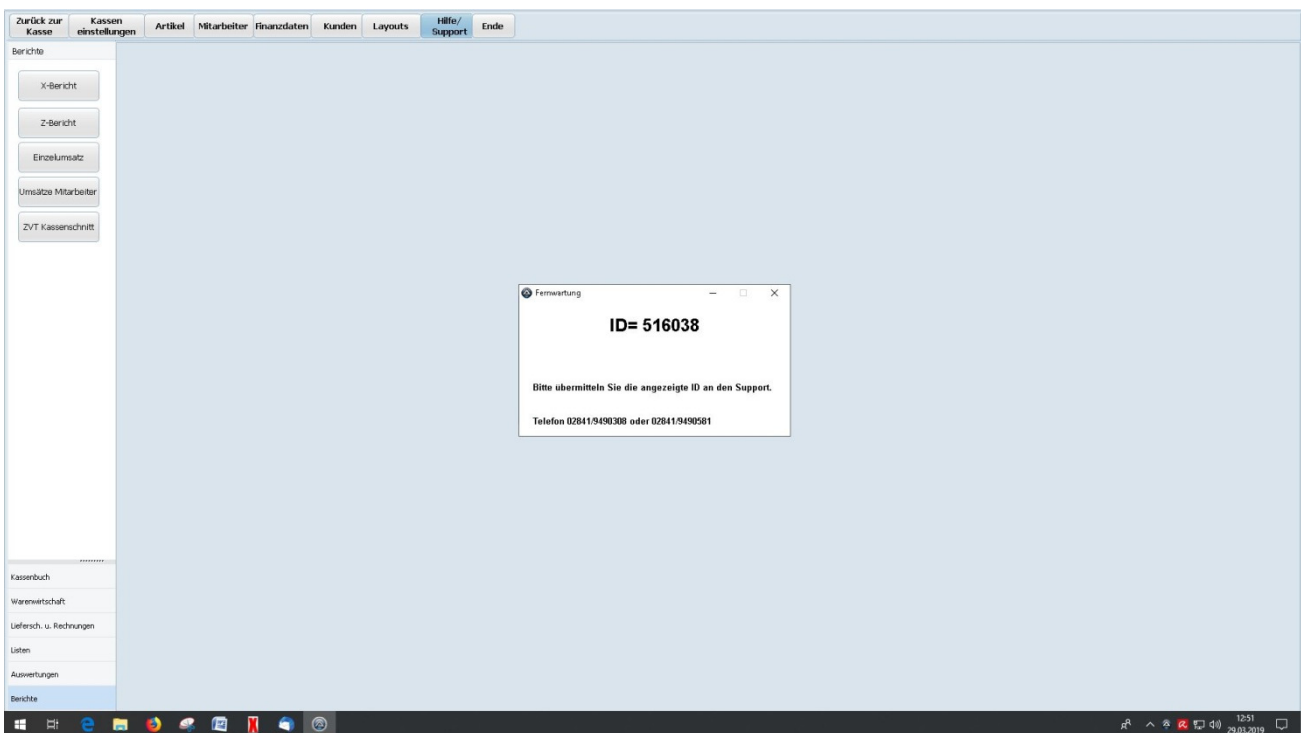 Zurück zur Kasse
Kassen einstellungen
Artikel
Mitarbeiter
Finanzdaten
Kunden
Layouts
Hilfe/ Support
Ende
Berichte
X-Bericht
Z-Bericht
Einzelumsatz
Umsätze Mitarbeiter
ZVT Kassenschnitt
Fernwartung
ID= 516038
Bitte übermitteln Sie die angezeigte ID an den Support.
Telefon 02841/9490308 oder 02841/9490581
Kassenbuch
Warenwirtschaft
Liefersch. u. Rechnungen
Listen
Auswertungen
Berichte
12:51
29.03.2019